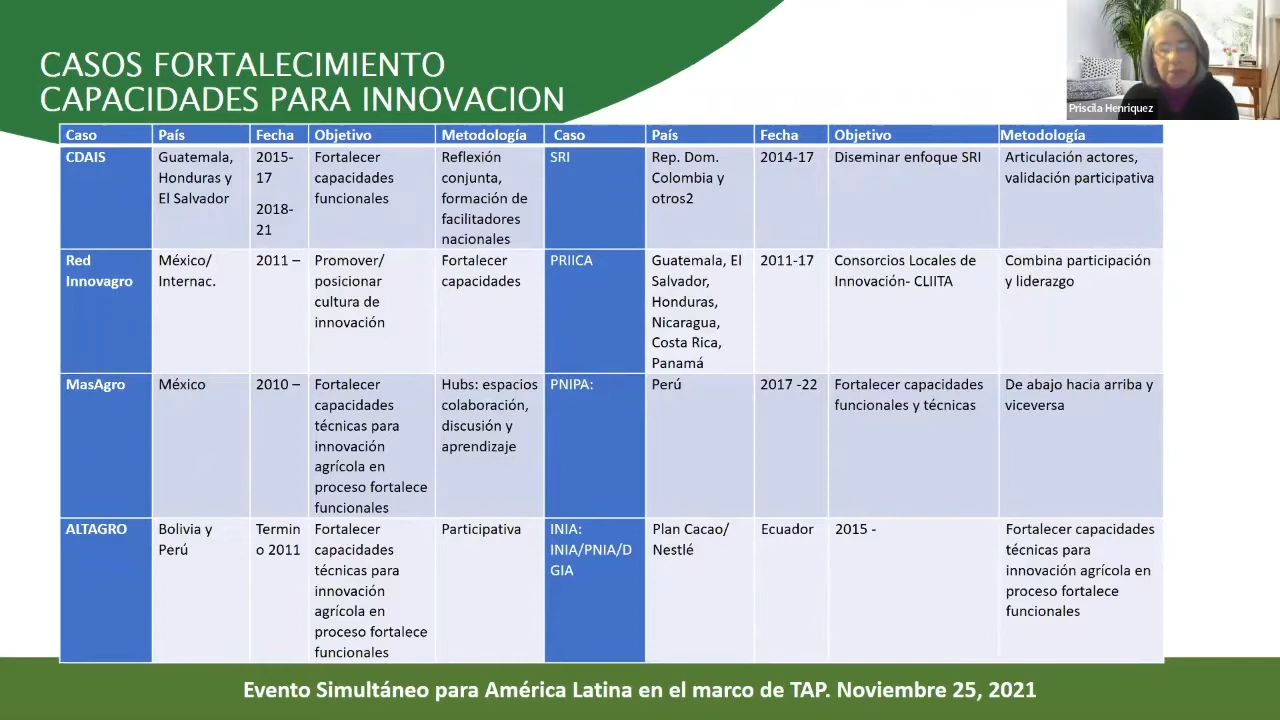 CASOS FORTALECIMIENTO
CAPACIDADES PARA INNOVACION
Priscila Henriquez
Caso
País
Fecha
Objetivo
Metodología
Caso
País
Fecha
Objetivo
Metodología
CDAIS
Guatemala,
Honduras y
El Salvador
2015-
17
2018-
21
Fortalecer
capacidades
funcionales
Reflexión
conjunta,
formación de
facilitadores
nacionales
SRI
Rep. Dom.
Colombia y
otros2
2014-17
Diseminar enfoque SRI
Articulación actores,
validación participativa
Red
Innovagro
México/
Internac.
2011 –
Promover/
posicionar
cultura de
innovación
Fortalecer
capacidades
PRIICA
Guatemala, El
Salvador,
Honduras,
Nicaragua,
Costa Rica,
Panamá
2011-17
Consorcios Locales de
Innovación- CLIITA
Combina participación
y liderazgo
MasAgro
México
2010 –
Fortalecer
capacidades
técnicas para
innovación
agrícola en
proceso fortalece
funcionales
Hubs: espacios
colaboración,
discusión y
aprendizaje
PNIPA:
Perú
2017 -22
Fortalecer capacidades
funcionales y técnicas
De abajo hacia arriba y
viceversa
ALTAGRO
Bolivia y
Perú
Termin
o 2011
Fortalecer
capacidades
técnicas para
innovación
agrícola en
proceso fortalece
funcionales
Participativa
INIA:
INIA/PNIA/D
GIA
Plan Cacao/
Nestlé
Ecuador
2015 -
Fortalecer capacidades
técnicas para
innovación agrícola en
proceso fortalece
funcionales
Evento Simultáneo para América Latina en el marco de TAP. Noviembre 25, 2021